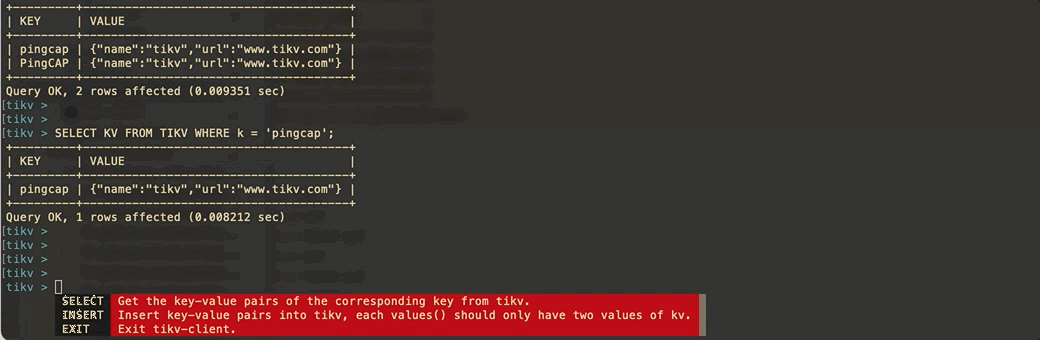 +---------+-------------------------------------+
| KEY     | VALUE                               |
+---------+-------------------------------------+
| pingcap | {"name":"tikv","url":"www.tikv.com"} |
| PingCAP | {"name":"tikv","url":"www.tikv.com"} |
+---------+-------------------------------------+
Query OK, 2 rows affected (0.009351 sec)
[tikv >
[tikv >
[tikv > SELECT KV FROM TIKV WHERE k = 'pingcap';
+---------+-------------------------------------+
| KEY     | VALUE                               |
+---------+-------------------------------------+
| pingcap | {"name":"tikv","url":"www.tikv.com"} |
+---------+-------------------------------------+
Query OK, 1 rows affected (0.008212 sec)
[tikv >
[tikv >
[tikv >
[tikv >
tikv >
SELECT Get the key-value pairs of the corresponding key from tikv.
INSERT Insert key-value pairs into tikv, each values() should only have two values of kv.
EXIT Exit tikv-client.